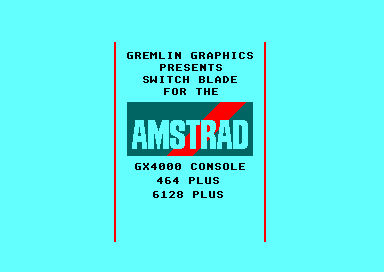 GREMLIN GRAPHICS
PRESENTS
SWITCH BLADE
FOR THE
AMSTRAD
GX4000 CONSOLE
464 PLUS
6128 PLUS